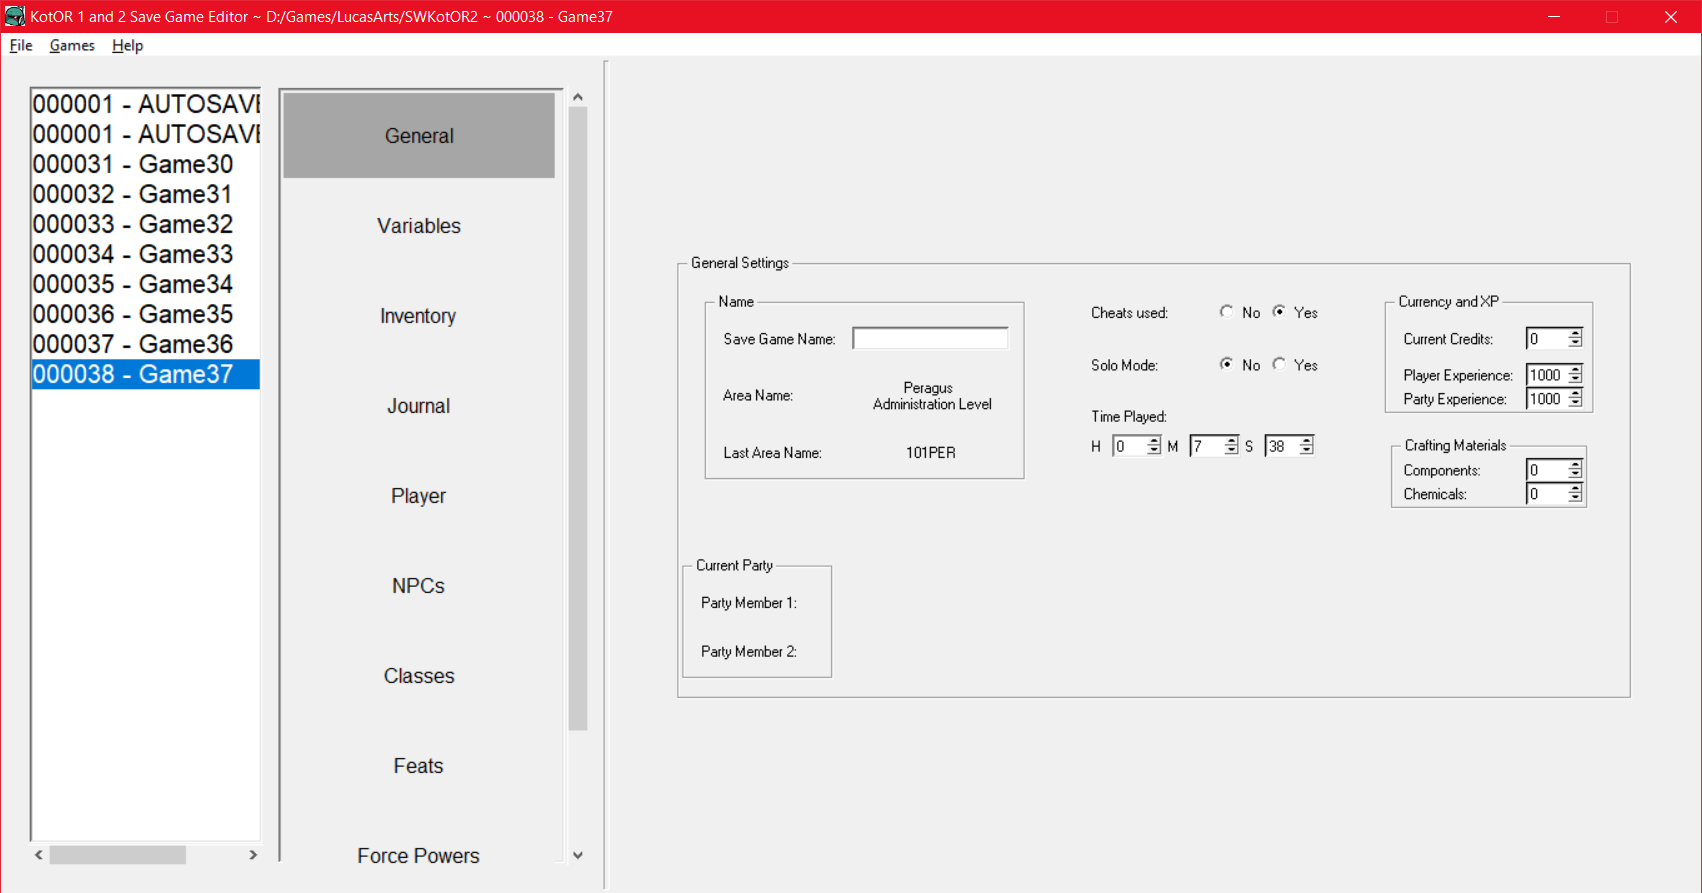 KotOR 1 and 2 Save Game Editor ~ D:/Games/LucasArts/SWKotOR2 ~ 000038 - Game37
File Games Help
000001 - AUTOSAVE
000001 - AUTOSAVE
000031 - Game30
000032 - Game31
000033 - Game32
000034 - Game33
000035 - Game34
000036 - Game35
000037 - Game36
000038 - Game37
General
Variables
Inventory
Journal
Player
NPCs
Classes
Feats
Force Powers
General Settings
Name
Save Game Name:
Area Name: Peragus
Administration Level
Last Area Name: 101PER
Cheats used: No Yes
Solo Mode: No Yes
Time Played:
H 0 M 7 S 38
Currency and XP
Current Credits: 0
Player Experience: 1000
Party Experience: 1000
Crafting Materials
Components: 0
Chemicals: 0
Current Party
Party Member 1:
Party Member 2: